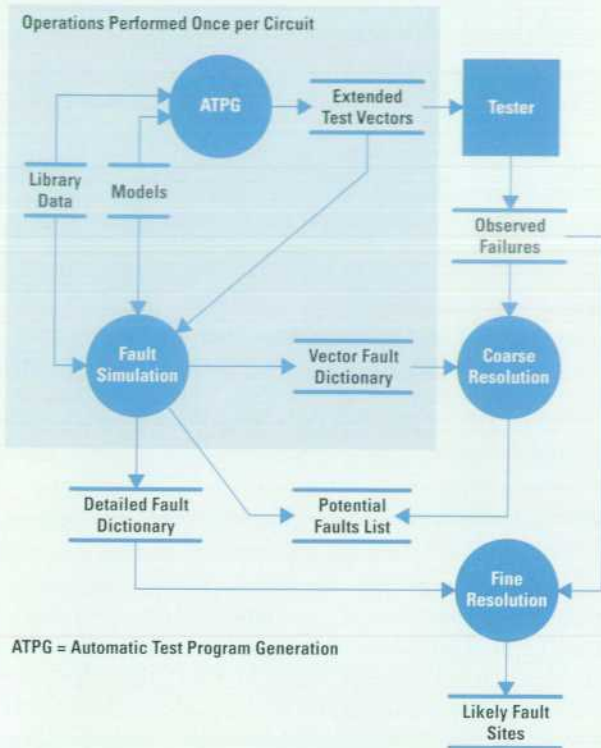 Operations Performed Once per Circuit
ATPG
Extended
Test Vectors
Tester
Library
Data
Models
Observed
Failures
Fault
Simulation
Vector Fault
Dictionary
Coarse
Resolution
Detailed Fault
Dictionary
Potential
Faults List
Fine
Resolution
ATPG = Automatic Test Program Generation
Likely Fault
Sites